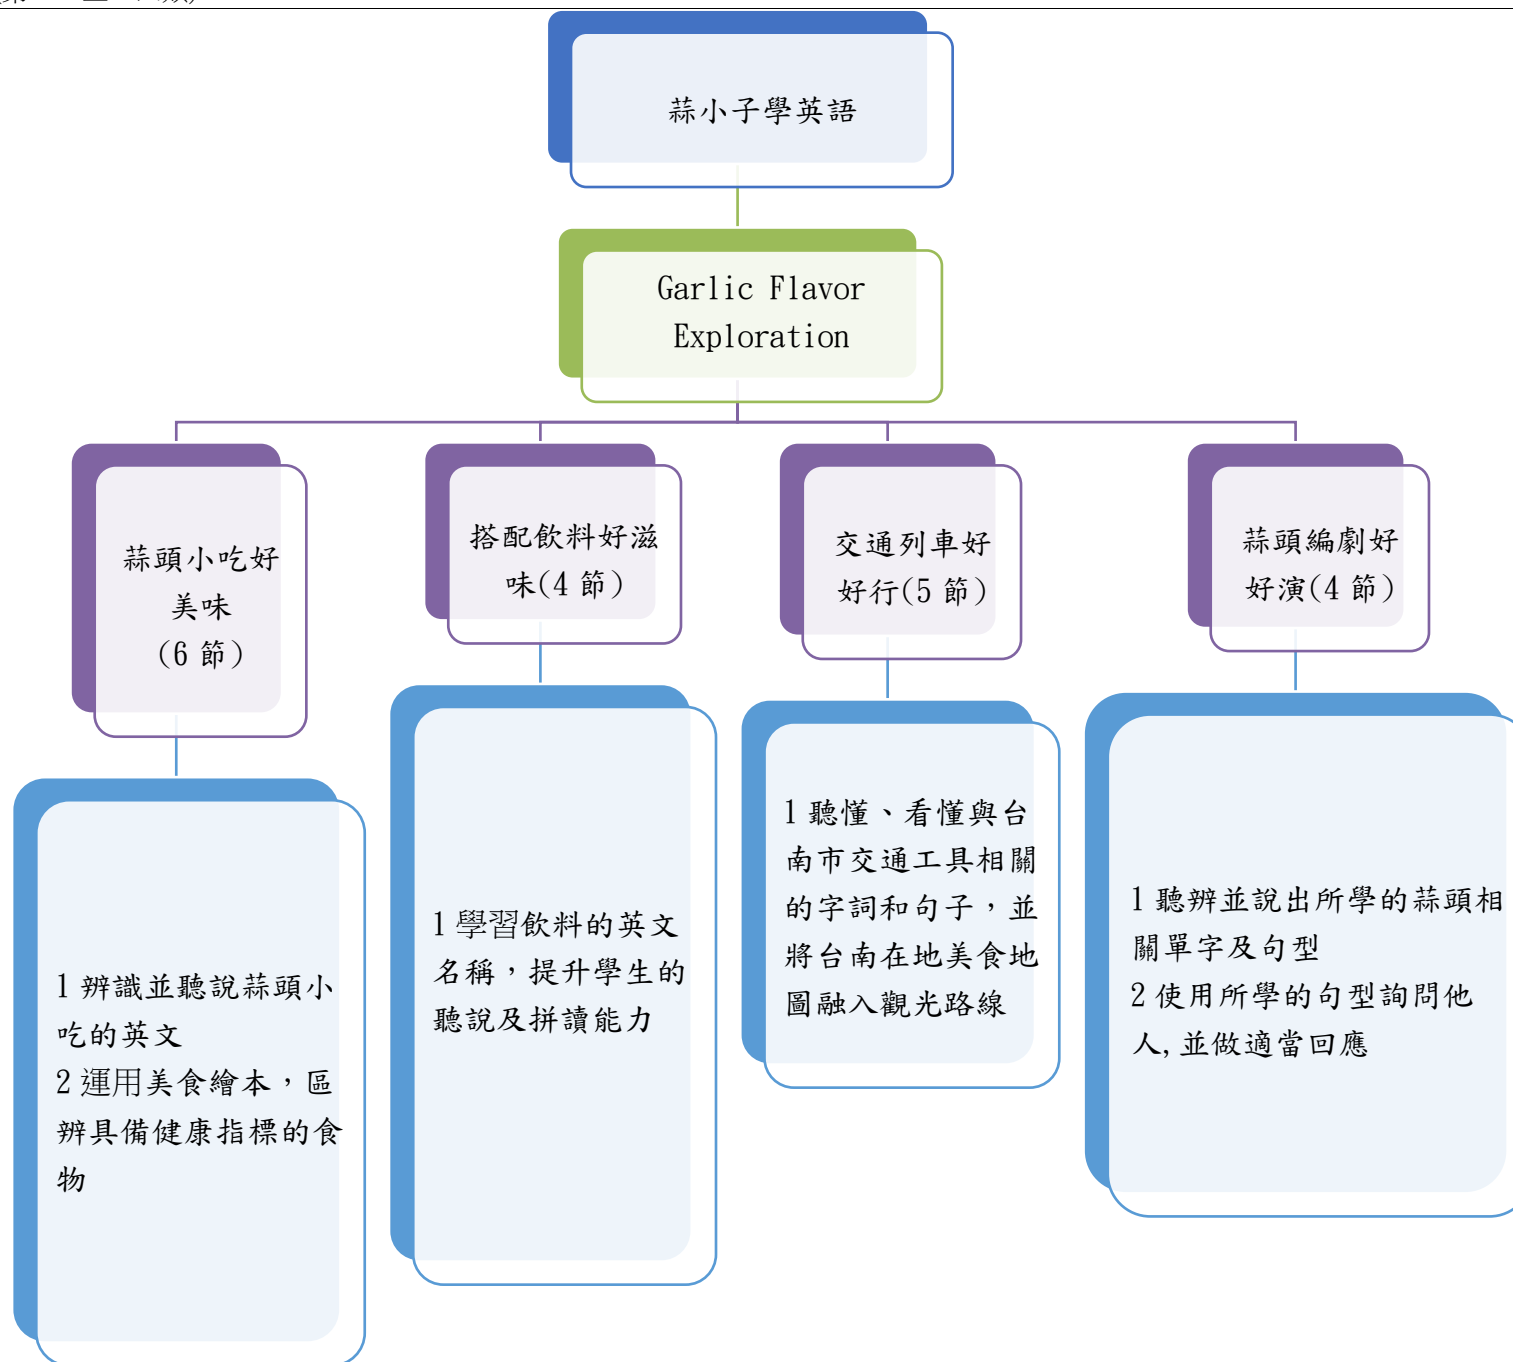 蒜小子學英語
Garlic Flavor
Exploration
蒜頭小吃好
美味
(6 節)
搭配飲料好滋
味(4 節)
交通列車好
好行(5 節)
蒜頭編劇好
好演(4 節)
1 辨識並聽說蒜頭小
吃的英文
2 運用美食繪本，區
辨具備健康指標的食
物
1 學習飲料的英文
名稱，提升學生的
聽說及拼讀能力
1 聽懂、看懂與台
南市交通工具相關
的字詞和句子，並
將台南在地美食地
圖融入觀光路線
1 聽辨並說出所學的蒜頭相
關單字及句型
2 使用所學的句型詢問他
人,並做適當回應